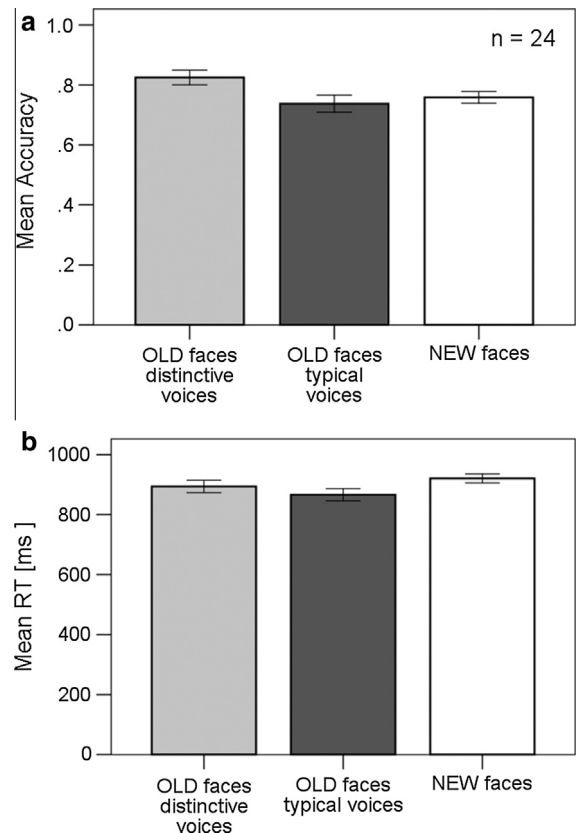 a
n = 24
Mean Accuracy
1.0
.8
.6
.4
.2
.0
OLD faces
distinctive
voices
OLD faces
typical
voices
NEW faces
b
Mean RT [ms ]
1000
800
600
400
200
0
OLD faces
distinctive
voices
OLD faces
typical voices
NEW faces